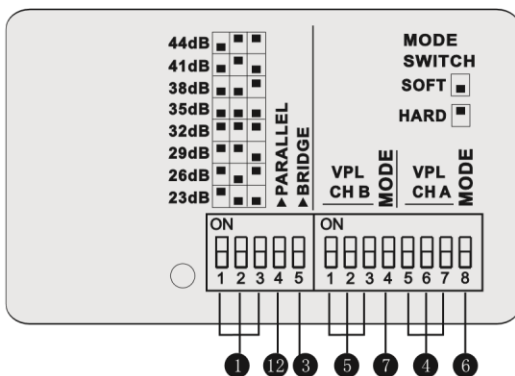 44dB
41dB
38dB
35dB
32dB
29dB
26dB
23dB
▶PARALLEL
▶BRIDGE
MODE
SWITCH
SOFT
HARD
VPL
CH B
MODE
VPL
CH A
MODE
ON
1 2 3 4 5
ON
1 2 3 4 5 6 7 8
1 12 3 5 7 4 6